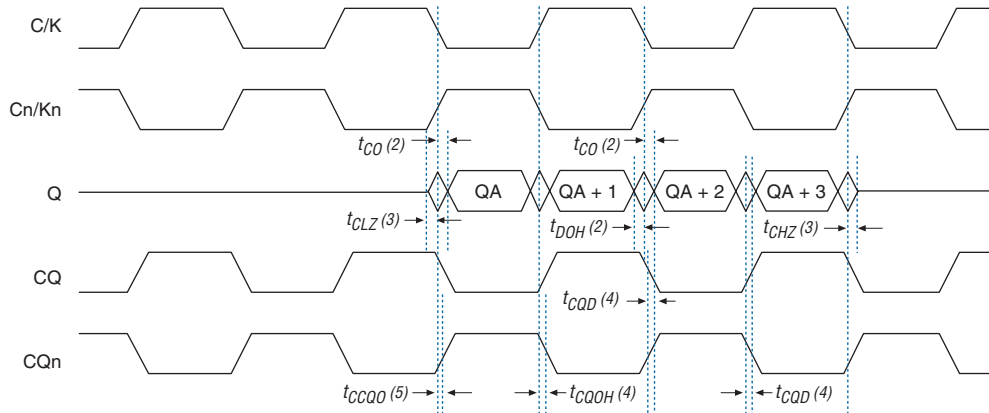 C/K
Cn/Kn
tCO (2) tCO (2)
Q QA QA + 1 QA + 2 QA + 3
tCLZ (3) tDOH (2) tCHZ (3)
CQ
tCQD (4)
CQn
tCCQO (5) tCQOH (4) tCQD (4)